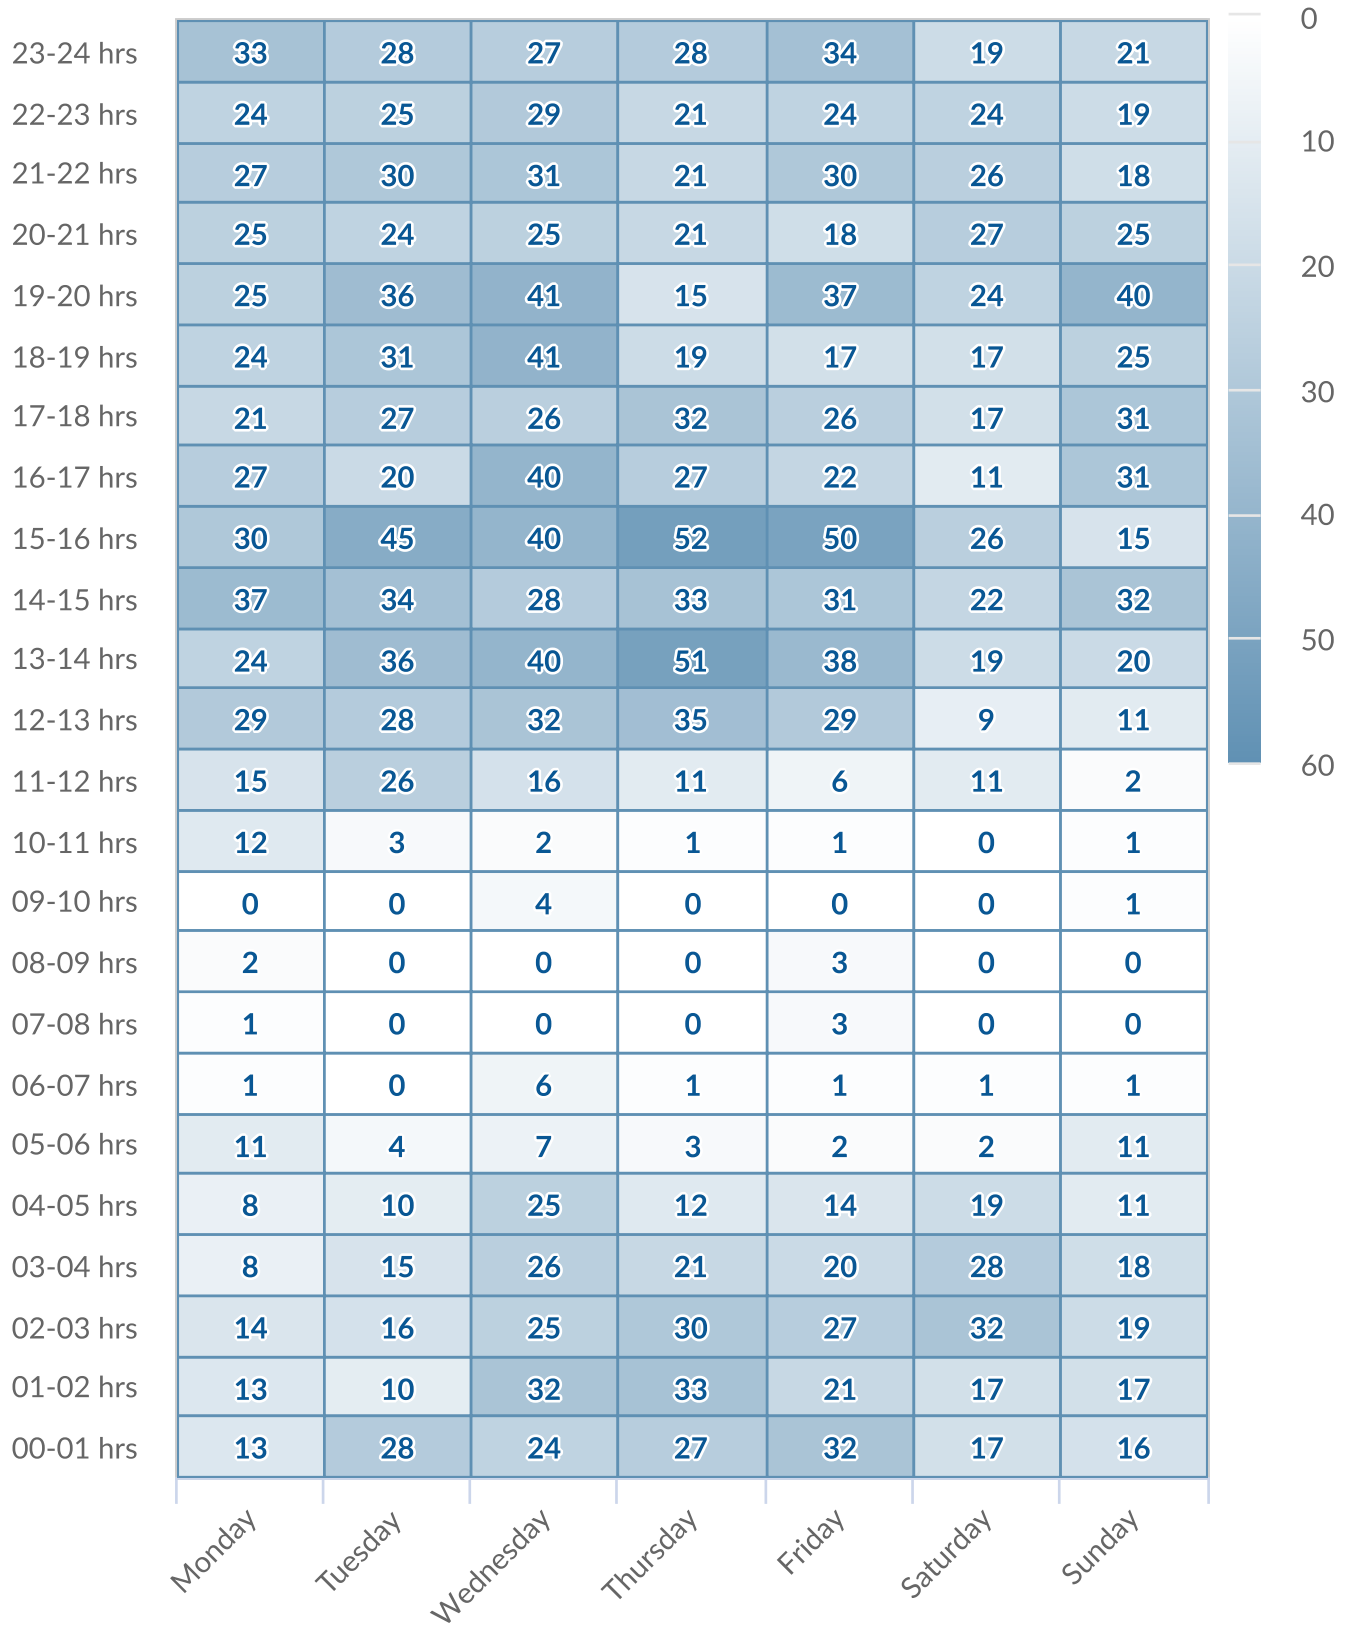 23-24 hrs 33 28 27 28 34 19 21
22-23 hrs 24 25 29 21 24 24 19
21-22 hrs 27 30 31 21 30 26 18
20-21 hrs 25 24 25 21 18 27 25
19-20 hrs 25 36 41 15 37 24 40
18-19 hrs 24 31 41 19 17 17 25
17-18 hrs 21 27 26 32 26 17 31
16-17 hrs 27 20 40 27 22 11 31
15-16 hrs 30 45 40 52 50 26 15
14-15 hrs 37 34 28 33 31 22 32
13-14 hrs 24 36 40 51 38 19 20
12-13 hrs 29 28 32 35 29 9 11
11-12 hrs 15 26 16 11 6 11 2
10-11 hrs 12 3 2 1 1 0 1
09-10 hrs 0 0 4 0 0 0 1
08-09 hrs 2 0 0 0 3 0 0
07-08 hrs 1 0 0 0 3 0 0
06-07 hrs 1 0 6 1 1 1 1
05-06 hrs 11 4 7 3 2 2 11
04-05 hrs 8 10 25 12 14 19 11
03-04 hrs 8 15 26 21 20 28 18
02-03 hrs 14 16 25 30 27 32 19
01-02 hrs 13 10 32 33 21 17 17
00-01 hrs 13 28 24 27 32 17 16
Monday Tuesday Wednesday Thursday Friday Saturday Sunday
0
10
20
30
40
50
60